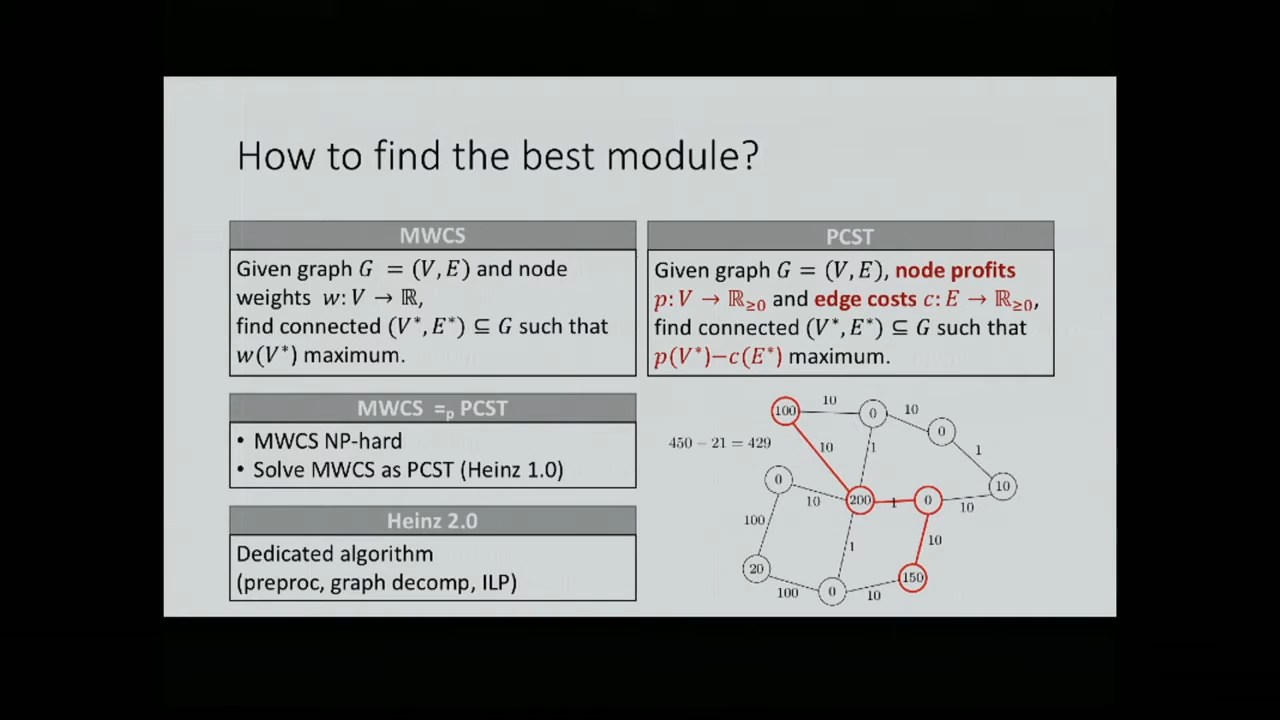 How to find the best module?
MWCS
Given graph G = (V, E) and node
weights w: V → ℝ,
find connected (V*, E*) ⊆ G such that
w(V*) maximum.
PCST
Given graph G = (V, E), node profits
p: V → ℝ≥0 and edge costs c: E → ℝ≥0,
find connected (V*, E*) ⊆ G such that
p(V*)−c(E*) maximum.
MWCS =p PCST
• MWCS NP-hard
• Solve MWCS as PCST (Heinz 1.0)
Heinz 2.0
Dedicated algorithm
(preproc, graph decomp, ILP)
450 − 21 = 429
100 10 0 10 0
10 1 1
0 10 200 1 0 10 10
100 1 10
20 100 0 10 150